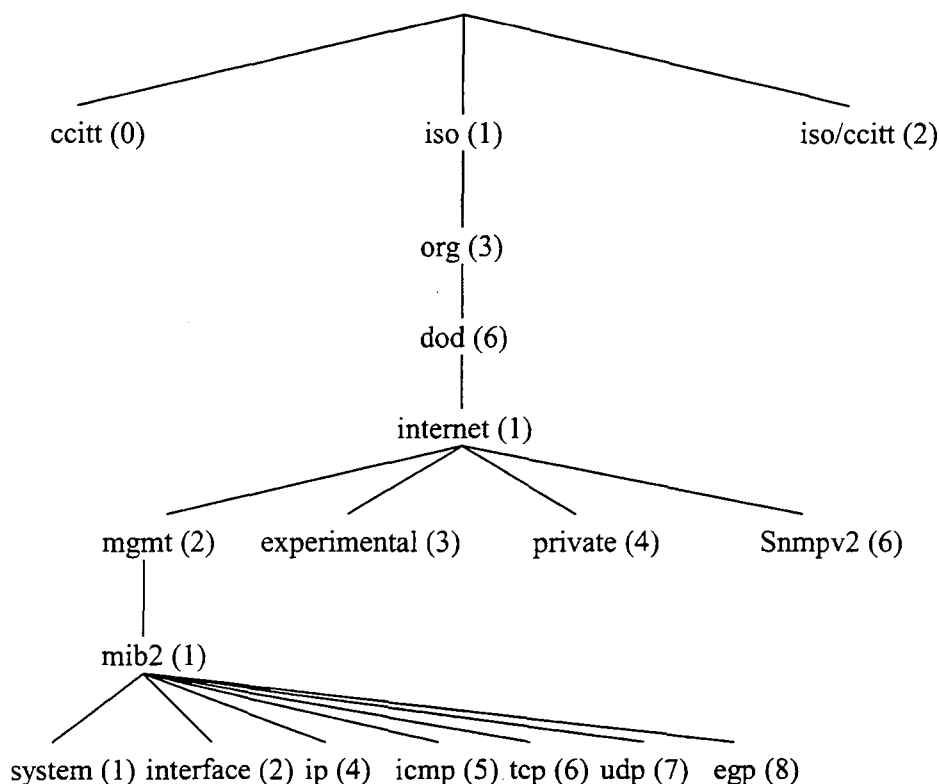 ccitt (0) iso (1) iso/ccitt (2)
org (3)
dod (6)
internet (1)
mgmt (2) experimental (3) private (4) Snmpv2 (6)
mib2 (1)
system (1) interface (2) ip (4) icmp (5) tcp (6) udp (7) egp (8)